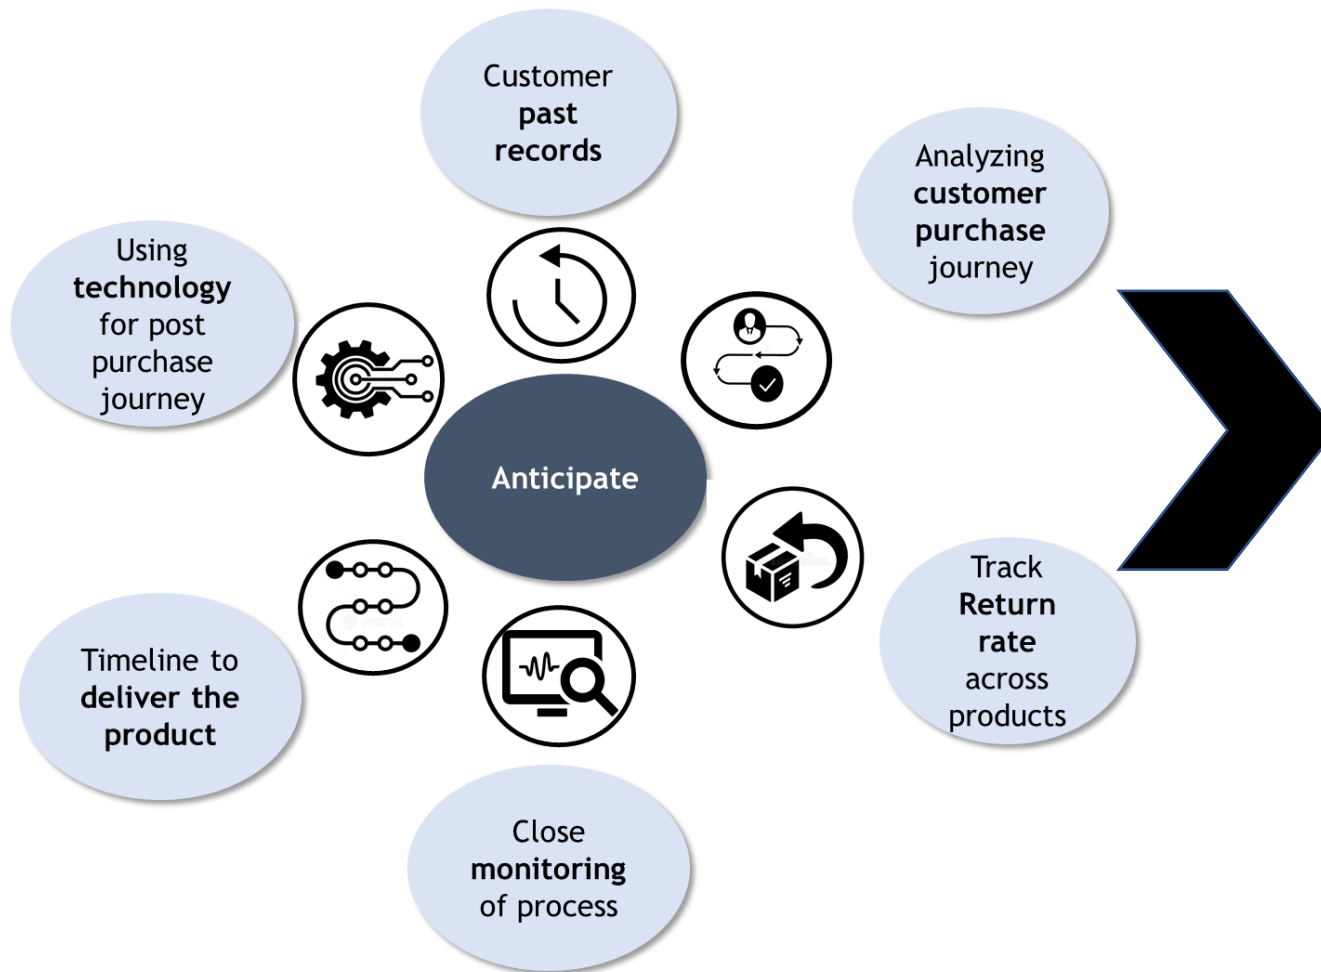 Customer
past
records
Analyzing
customer
purchase
journey
Using
technology
for post
purchase
journey
Anticipate
Track
Return
rate
across
products
Timeline to
deliver the
product
Close
monitoring
of process